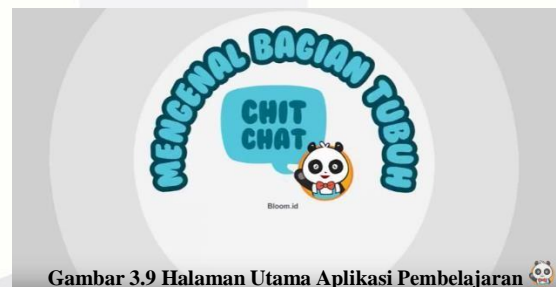 MENGENAL BAGIAN TUBUH
CHIT
CHAT
Bloom.id
Gambar 3.9 Halaman Utama Aplikasi Pembelajaran